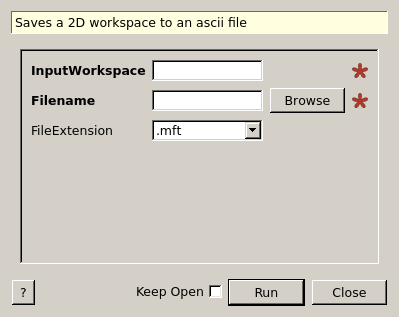 Saves a 2D workspace to an ascii file
InputWorkspace
Filename
Browse
FileExtension
.mft
?
Keep Open
Run
Close